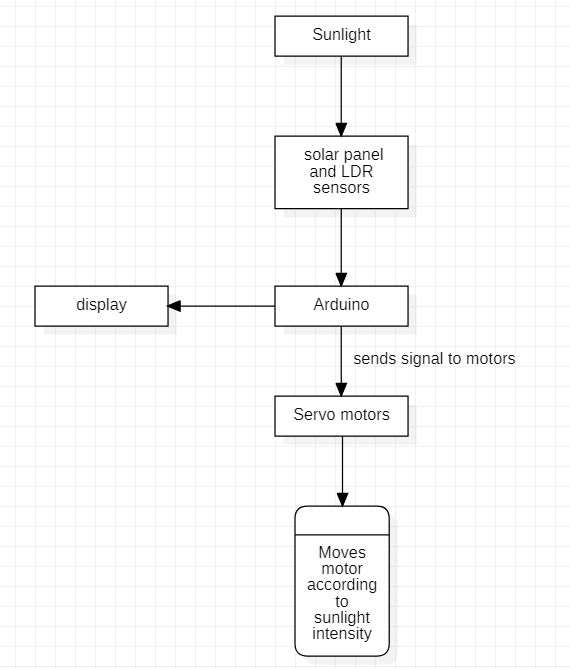 Sunlight
solar panel
and LDR
sensors
display
Arduino
sends signal to motors
Servo motors
Moves
motor
according
to
sunlight
intensity